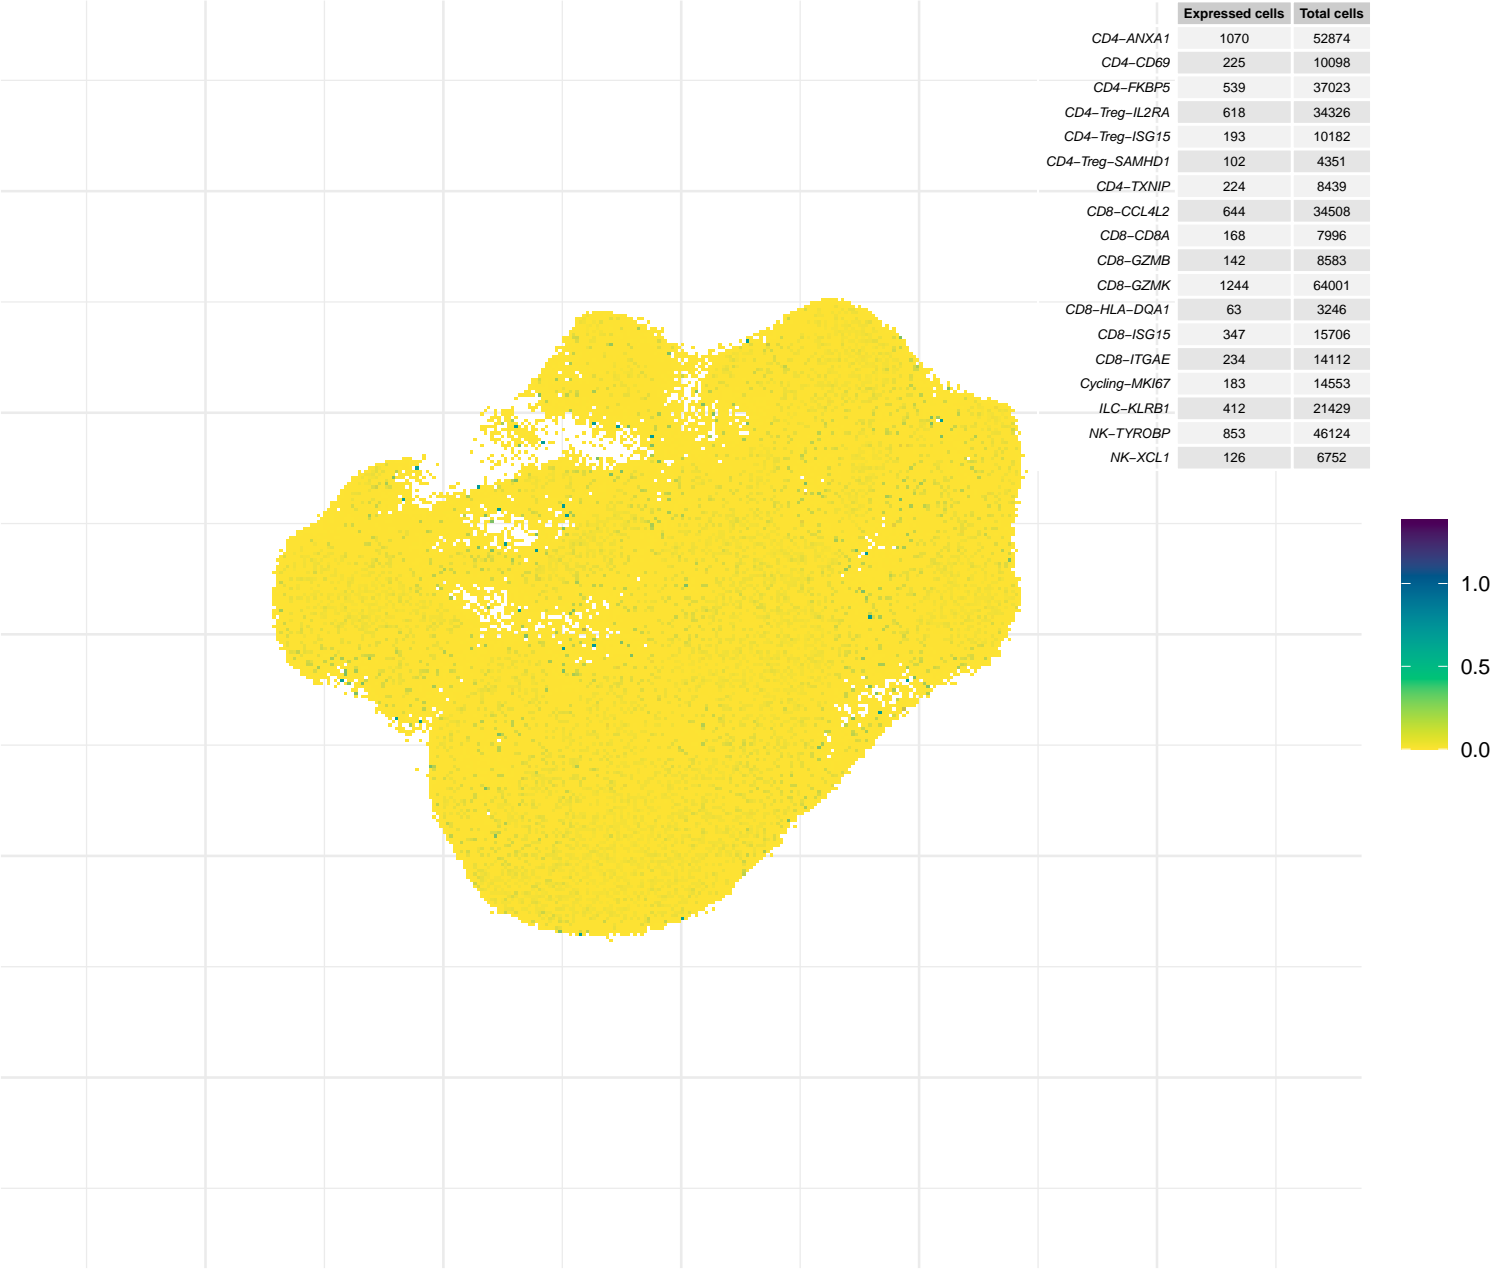 Expressed cells Total cells
CD4−ANXA1 1070 52874
CD4−CD69 225 10098
CD4−FKBP5 539 37023
CD4−Treg−IL2RA 618 34326
CD4−Treg−ISG15 193 10182
CD4−Treg−SAMHD1 102 4351
CD4−TXNIP 224 8439
CD8−CCL4L2 644 34508
CD8−CD8A 168 7996
CD8−GZMB 142 8583
CD8−GZMK 1244 64001
CD8−HLA−DQA1 63 3246
CD8−ISG15 347 15706
CD8−ITGAE 234 14112
Cycling−MKI67 183 14553
ILC−KLRB1 412 21429
NK−TYROBP 853 46124
NK−XCL1 126 6752
1.0
0.5
0.0